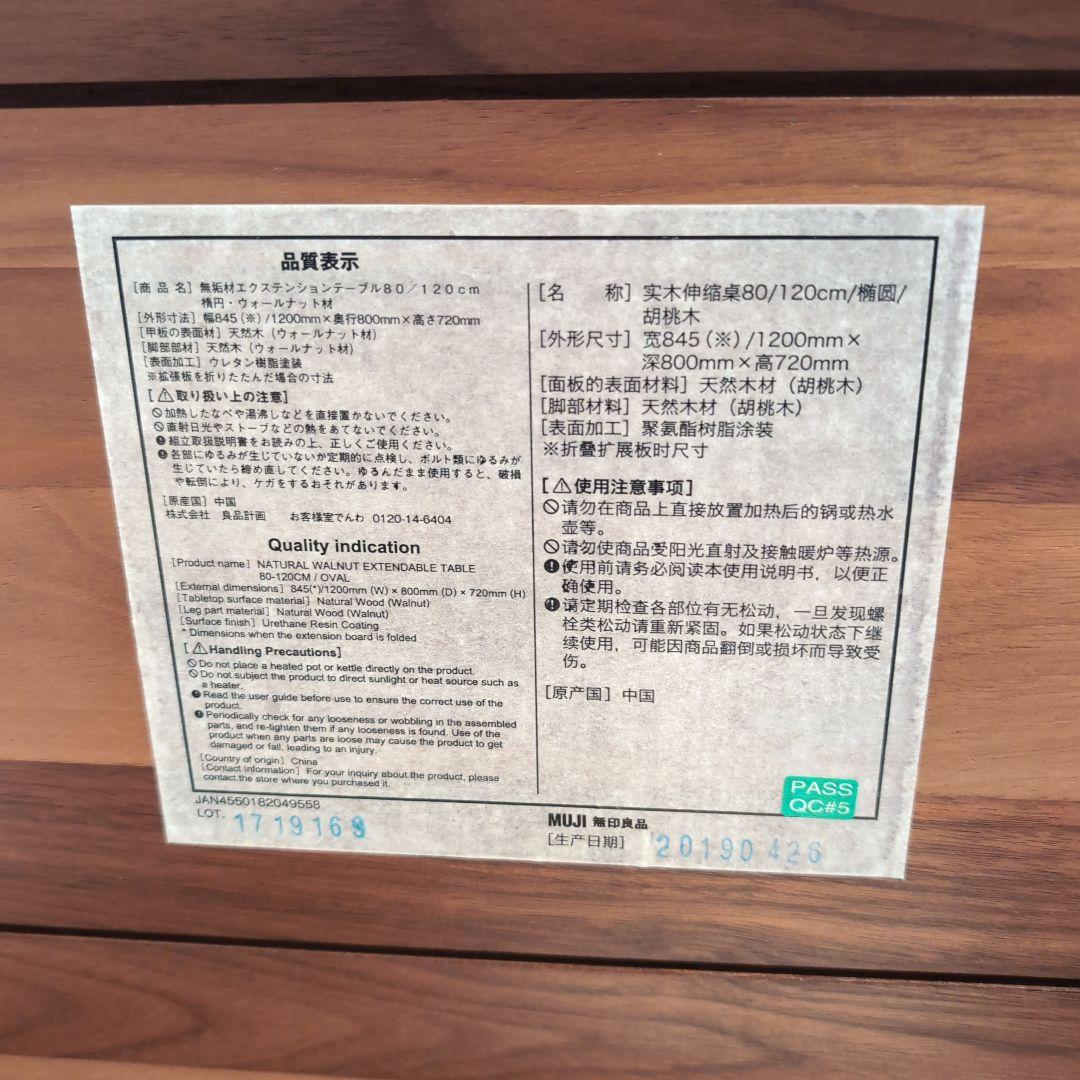 品質表示
[商品名] 無垢材エクステンションテーブル80/120cm
楕円・ウォールナット材
[外形寸法] 幅845(※)/1200mm×奥行800mm×高さ720mm
[甲板の表面材] 天然木(ウォールナット材)
[脚部部材] 天然木(ウォールナット材)
[表面加工] ウレタン樹脂塗装
※拡張板を折りたたんだ場合の寸法
[⚠取り扱い上の注意]
🚫加熱したなべや湯沸しなどを直接置かないでください。
🚫直射日光やストーブなどの熱をあてないでください。
❗組立取扱説明書をお読みの上、正しくご使用ください。
❗各部にゆるみが生じていないか定期的に点検し、ボルト類にゆるみが
生じていたら締め直してください。ゆるんだまま使用すると、破損
や転倒により、ケガをするおそれがあります。
[原産国] 中国
株式会社 良品計画 お客様室でんわ 0120-14-6404
Quality indication
[Product name] NATURAL WALNUT EXTENDABLE TABLE
80-120CM / OVAL
[External dimensions] 845(*)/1200mm (W) × 800mm (D) × 720mm (H)
[Tabletop surface material] Natural Wood (Walnut)
[Leg part material] Natural Wood (Walnut)
[Surface finish] Urethane Resin Coating
* Dimensions when the extension board is folded
[⚠Handling Precautions]
🚫Do not place a heated pot or kettle directly on the product.
🚫Do not subject the product to direct sunlight or heat source such as
a heater.
❗Read the user guide before use to ensure the correct use of the
product.
❗Periodically check for any looseness or wobbling in the assembled
parts, and re-tighten them if any looseness is found. Use of the
product when any parts are loose may cause the product to get
damaged or fall, leading to an injury.
[Country of origin] China
[Contact Information] For your inquiry about the product, please
contact the store where you purchased it.
[名 称] 实木伸缩桌80/120cm/椭圆/
胡桃木
[外形尺寸] 宽845(※)/1200mm×
深800mm×高720mm
[面板的表面材料] 天然木材(胡桃木)
[脚部材料] 天然木材(胡桃木)
[表面加工] 聚氨酯树脂涂装
※折叠扩展板时尺寸
[⚠使用注意事项]
🚫请勿在商品上直接放置加热后的锅或热水
壶等。
🚫请勿使商品受阳光直射及接触暖炉等热源。
❗使用前请务必阅读本使用说明书，以便正
确使用。
❗请定期检查各部位有无松动，一旦发现螺
栓类松动请重新紧固。如果松动状态下继
续使用，可能因商品翻倒或损坏而导致受
伤。
[原产国] 中国
PASS
QC#5
JAN4550182049558
LOT. 1719169
MUJI 無印良品
[生产日期] 20190426